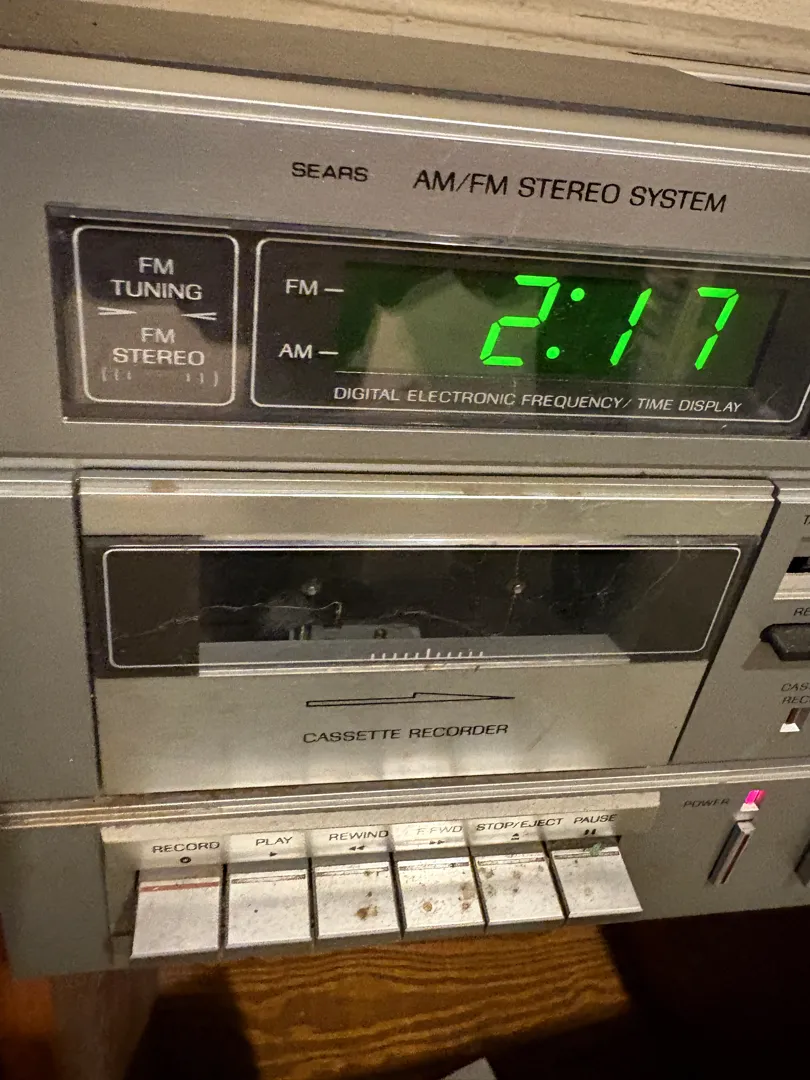 SEARS AM/FM STEREO SYSTEM
FM
TUNING
FM
STEREO
FM
AM
2:17
DIGITAL ELECTRONIC FREQUENCY/TIME DISPLAY
CASSETTE RECORDER
POWER
RECORD PLAY REWIND F.FWD STOP/EJECT PAUSE